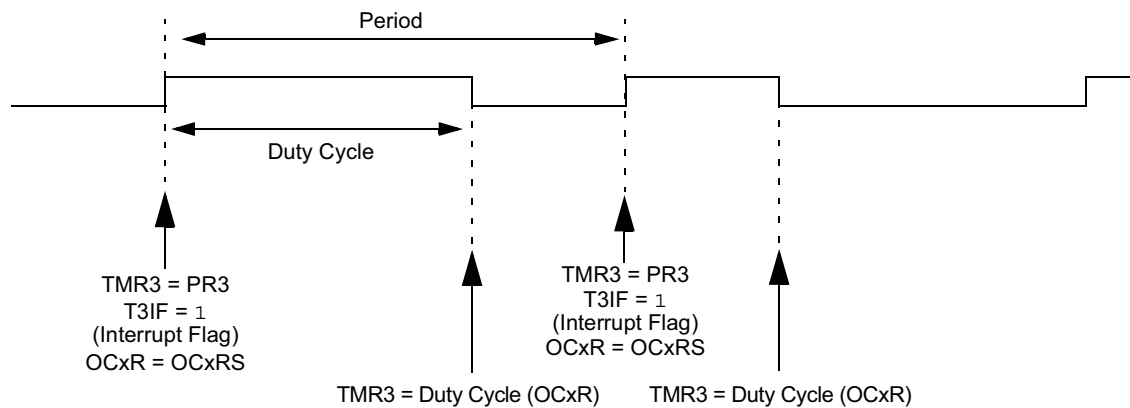 Period
Duty Cycle
TMR3 = PR3
T3IF = 1
(Interrupt Flag)
OCxR = OCxRS
TMR3 = PR3
T3IF = 1
(Interrupt Flag)
OCxR = OCxRS
TMR3 = Duty Cycle (OCxR)
TMR3 = Duty Cycle (OCxR)